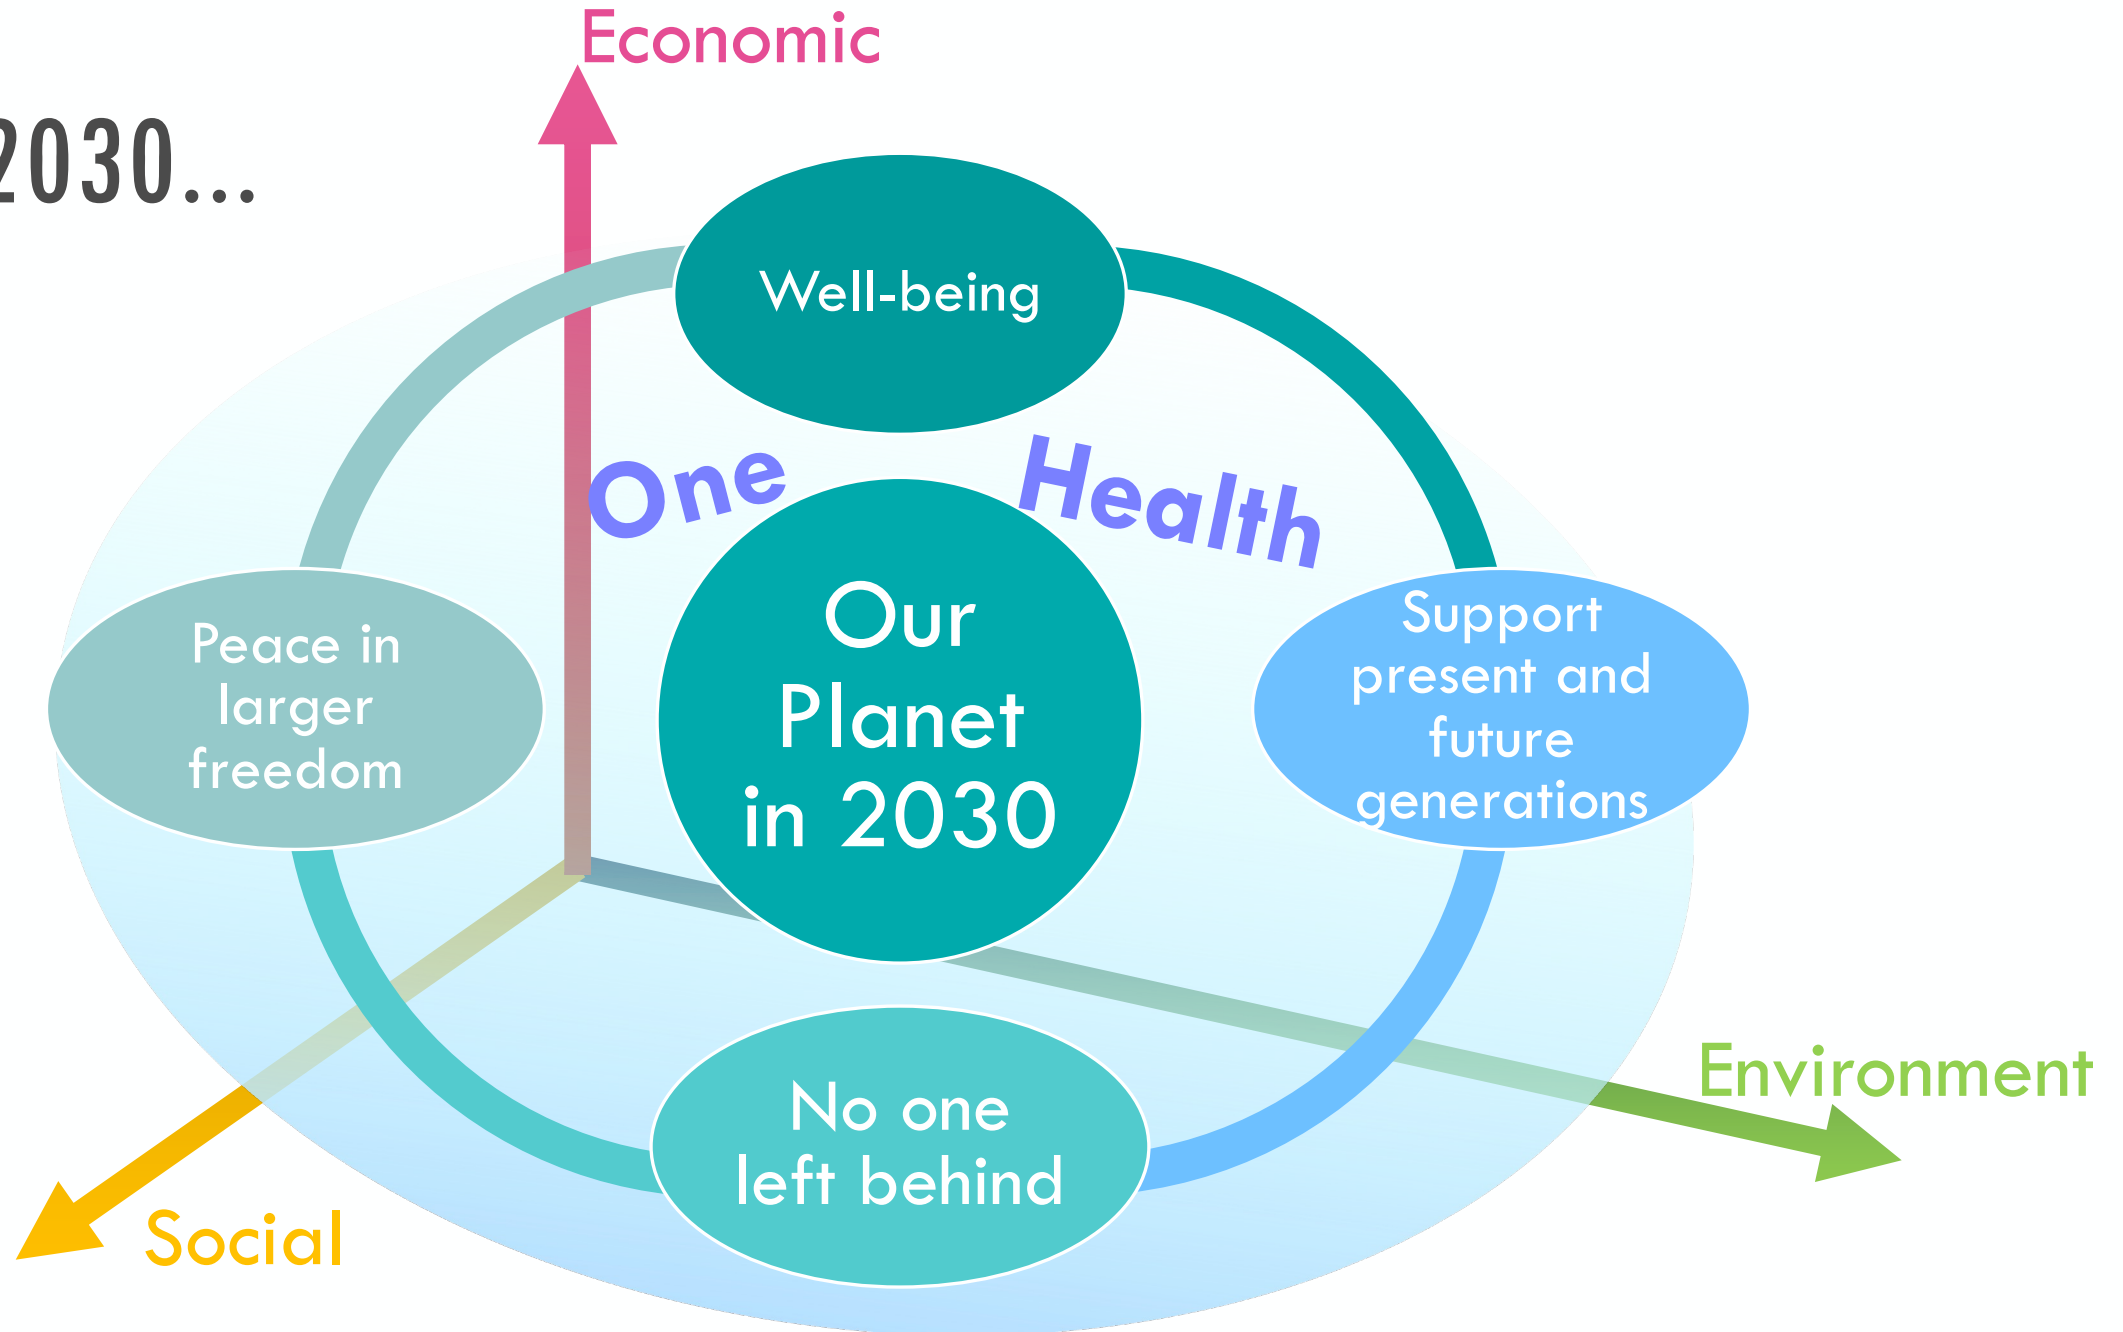 Economic
2030...
Well-being
One Health
Our
Planet
in 2030
Peace in
larger
freedom
Support
present and
future
generations
No one
left behind
Environment
Social